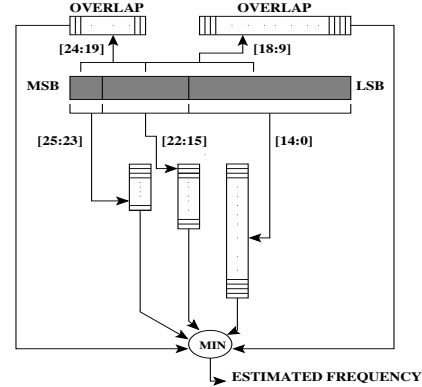 OVERLAP OVERLAP
[24:19] [18:9]
MSB LSB
[25:23] [22:15] [14:0]
MIN
ESTIMATED FREQUENCY